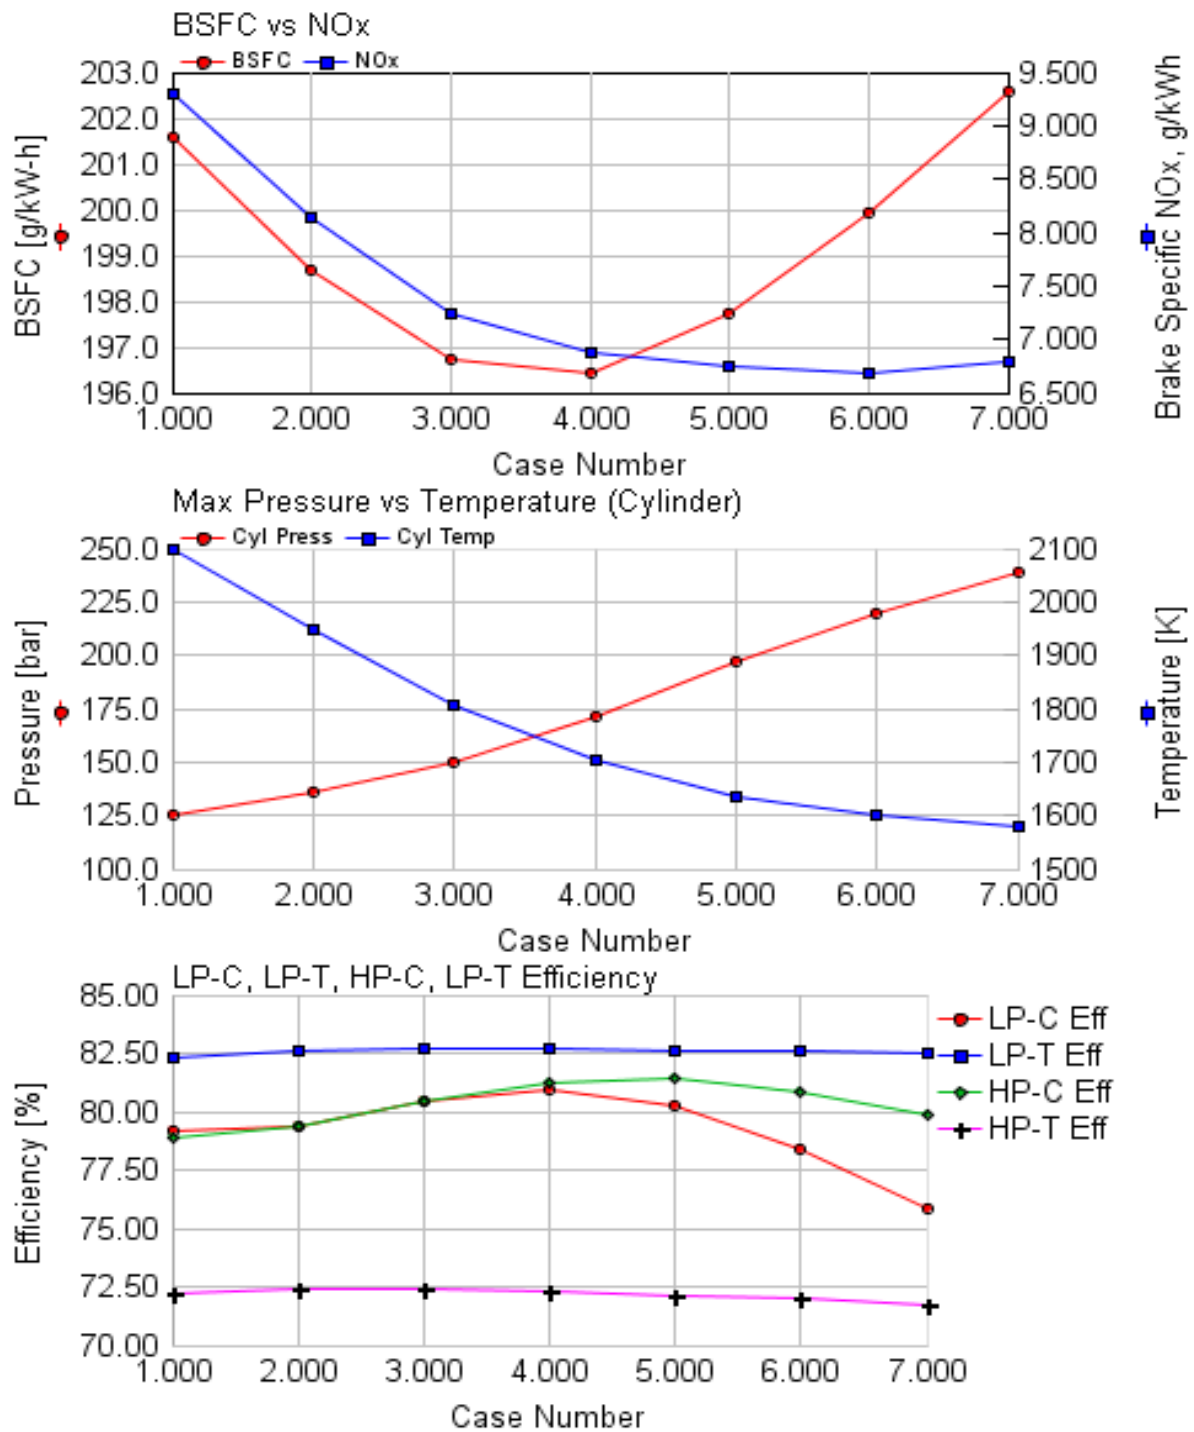 BSFC vs NOx
BSFC NOx
203.0
202.0
201.0
200.0
199.0
198.0
197.0
196.0
BSFC [g/kW-h]
9.500
9.000
8.500
8.000
7.500
7.000
6.500
Brake Specific NOx, g/kWh
1.000 2.000 3.000 4.000 5.000 6.000 7.000
Case Number
Max Pressure vs Temperature (Cylinder)
Cyl Press Cyl Temp
250.0
225.0
200.0
175.0
150.0
125.0
100.0
Pressure [bar]
2100
2000
1900
1800
1700
1600
1500
Temperature [K]
1.000 2.000 3.000 4.000 5.000 6.000 7.000
Case Number
LP-C, LP-T, HP-C, LP-T Efficiency
85.00
82.50
80.00
77.50
75.00
72.50
70.00
Efficiency [%]
LP-C Eff
LP-T Eff
HP-C Eff
HP-T Eff
1.000 2.000 3.000 4.000 5.000 6.000 7.000
Case Number